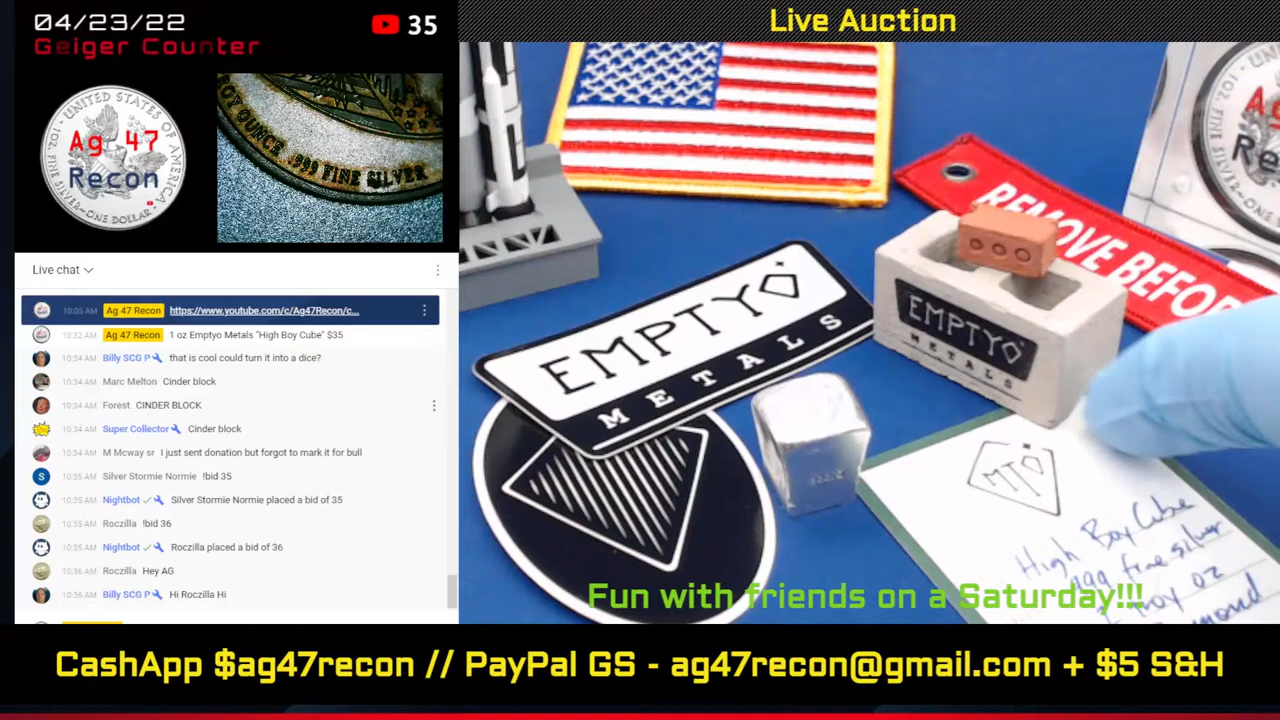 04/23/22
Geiger Counter
35
Live Auction
UNITED STATES OF AMERICA
1 OZ. FINE SILVER~ONE DOLLAR
Ag 47
Recon
OY OUNCE .999 FINE SILVER
Live chat
10:05 AM Ag 47 Recon https://www.youtube.com/c/Ag47Recon/c...
10:32 AM Ag 47 Recon 1 oz Emptyo Metals "High Boy Cube" $35
10:34 AM Billy SCG P that is cool could turn it into a dice?
10:34 AM Marc Melton Cinder block
10:34 AM Forest CINDER BLOCK
10:34 AM Super Collector Cinder block
10:34 AM M Mcway sr I just sent donation but forgot to mark it for bull
10:35 AM Silver Stormie Normie !bid 35
10:35 AM Nightbot Silver Stormie Normie placed a bid of 35
10:35 AM Roczilla !bid 36
10:35 AM Nightbot Roczilla placed a bid of 36
10:36 AM Roczilla Hey AG
10:36 AM Billy SCG P Hi Roczilla Hi
REMOVE BEFOR
EMPTYO
METALS
EMPTYO
METALS
MTO
High Boy Cube
.999 fine silver
troy oz
Fun with friends on a Saturday!!!
CashApp $ag47recon // PayPal GS - ag47recon@gmail.com + $5 S&H